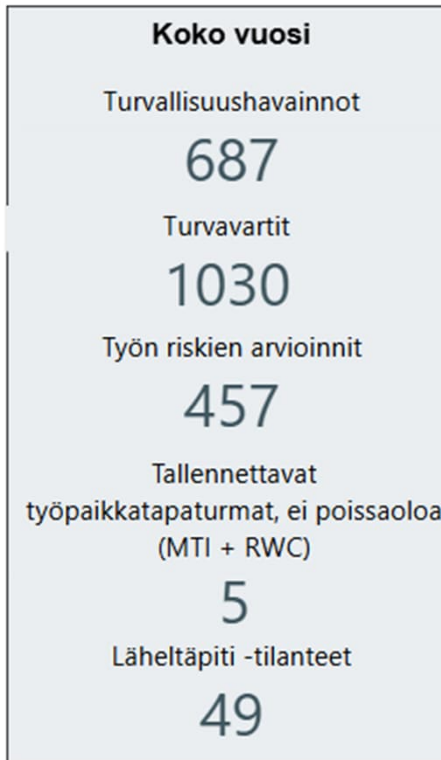 Koko vuosi
Turvallisuushavainnot
687
Turvavartit
1030
Työn riskien arvioinnit
457
Tallennettavat
työpaikkatapaturmat, ei poissaoloa
(MTI + RWC)
5
Läheltäpiti -tilanteet
49